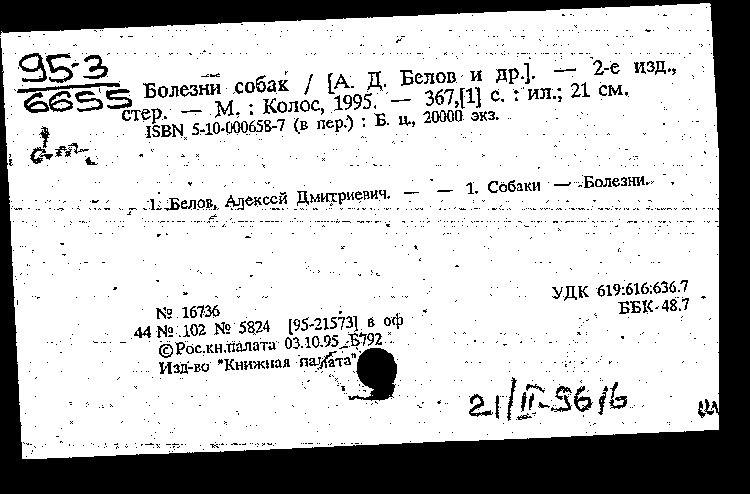 95-3
6655
Болезни собак / [А. Д. Белов и др.]. — 2-е изд.,
стер. — М. : Колос, 1995. — 367,[1] с. : ил.; 21 см.
ISBN 5-10-000658-7 (в пер.) : Б. ц., 20000 экз.
1. Белов, Алексей Дмитриевич. — — 1. Собаки — Болезни.
УДК 619:616:636.7
ББК 48.7
№ 16736
44 № 102 № 5824 [95-21573] в оф
©Рос.кн.палата 03.10.95 Б792
Изд-во "Книжная палата"
21/II-96